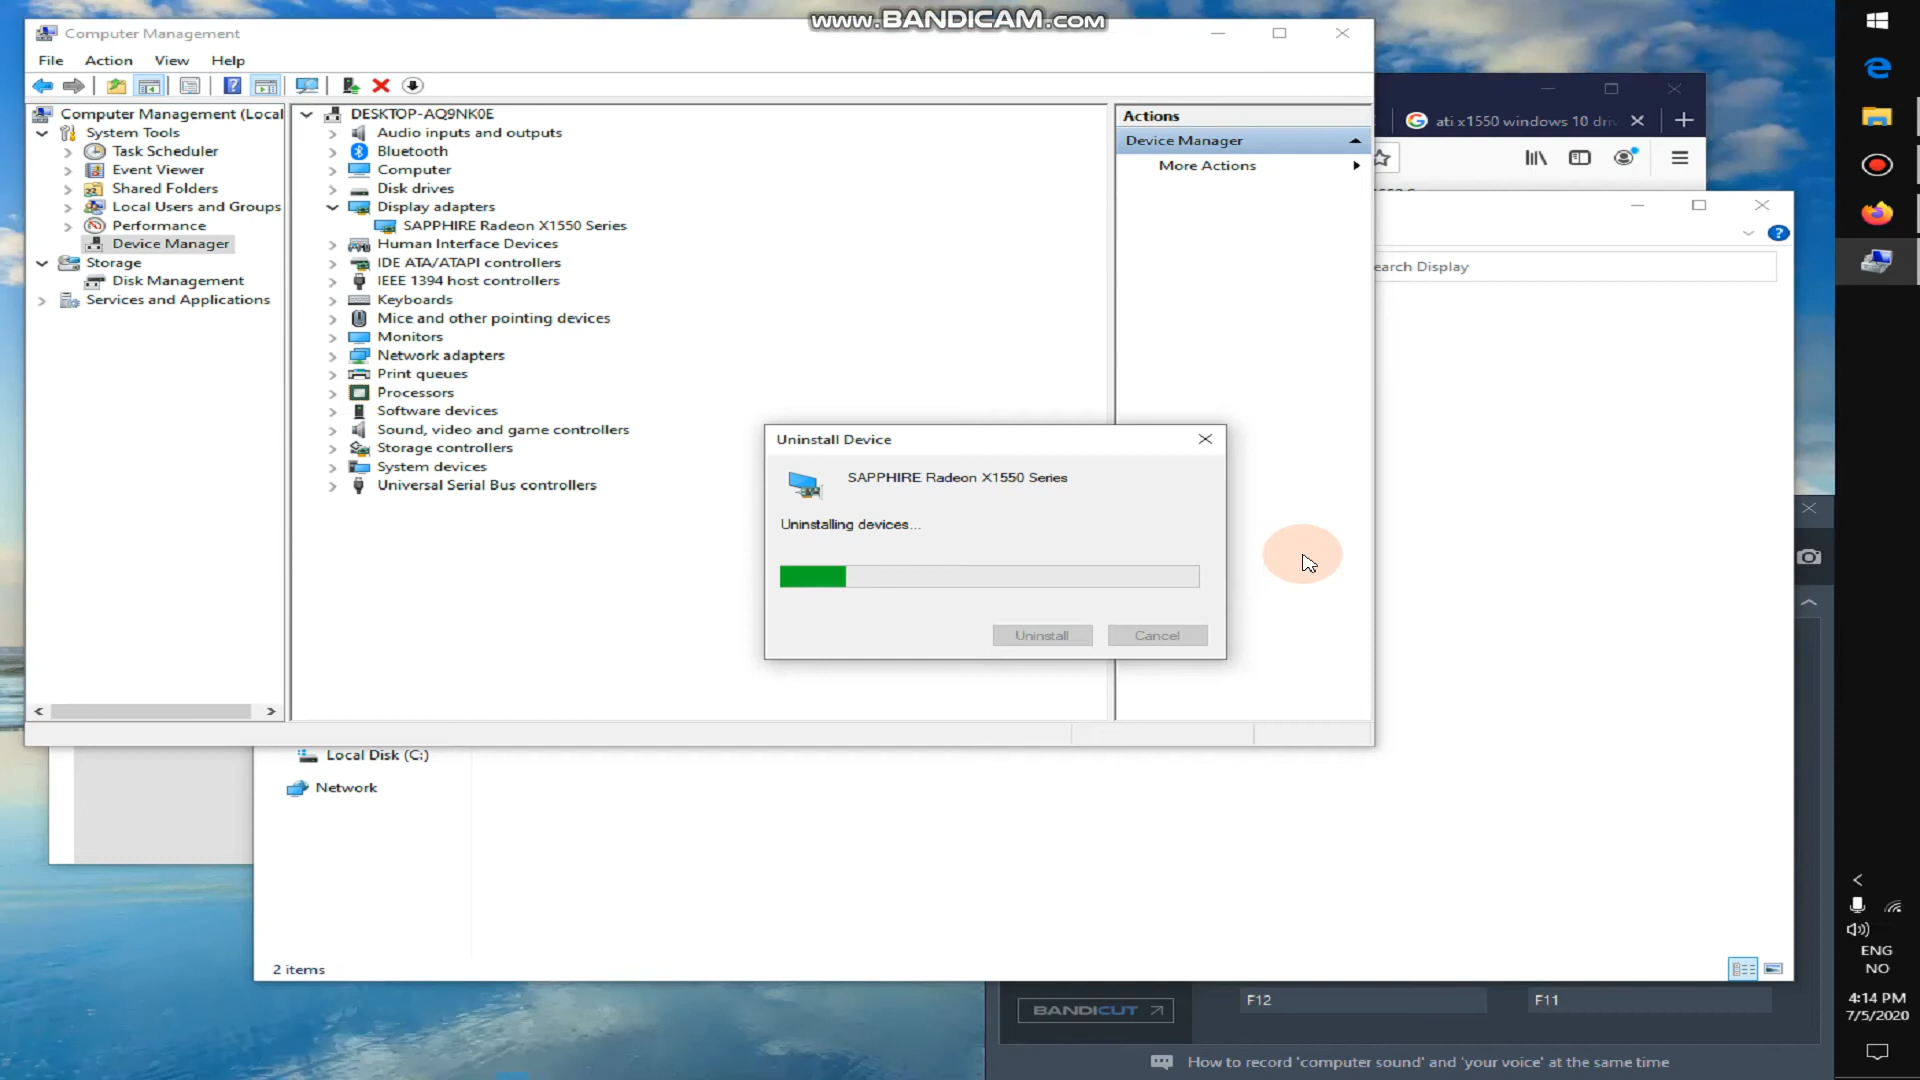 www.BANDICAM.com
Computer Management
File Action View Help
Computer Management (Local
System Tools
Task Scheduler
Event Viewer
Shared Folders
Local Users and Groups
Performance
Device Manager
Storage
Disk Management
Services and Applications
DESKTOP-AQ9NK0E
Audio inputs and outputs
Bluetooth
Computer
Disk drives
Display adapters
SAPPHIRE Radeon X1550 Series
Human Interface Devices
IDE ATA/ATAPI controllers
IEEE 1394 host controllers
Keyboards
Mice and other pointing devices
Monitors
Network adapters
Print queues
Processors
Software devices
Sound, video and game controllers
Storage controllers
System devices
Universal Serial Bus controllers
Actions
Device Manager
More Actions
Uninstall Device
SAPPHIRE Radeon X1550 Series
Uninstalling devices...
Uninstall Cancel
ati x1550 windows 10 driv
earch Display
Local Disk (C:)
Network
2 items
BANDICUT
F12 F11
How to record 'computer sound' and 'your voice' at the same time
ENG
NO
4:14 PM
7/5/2020